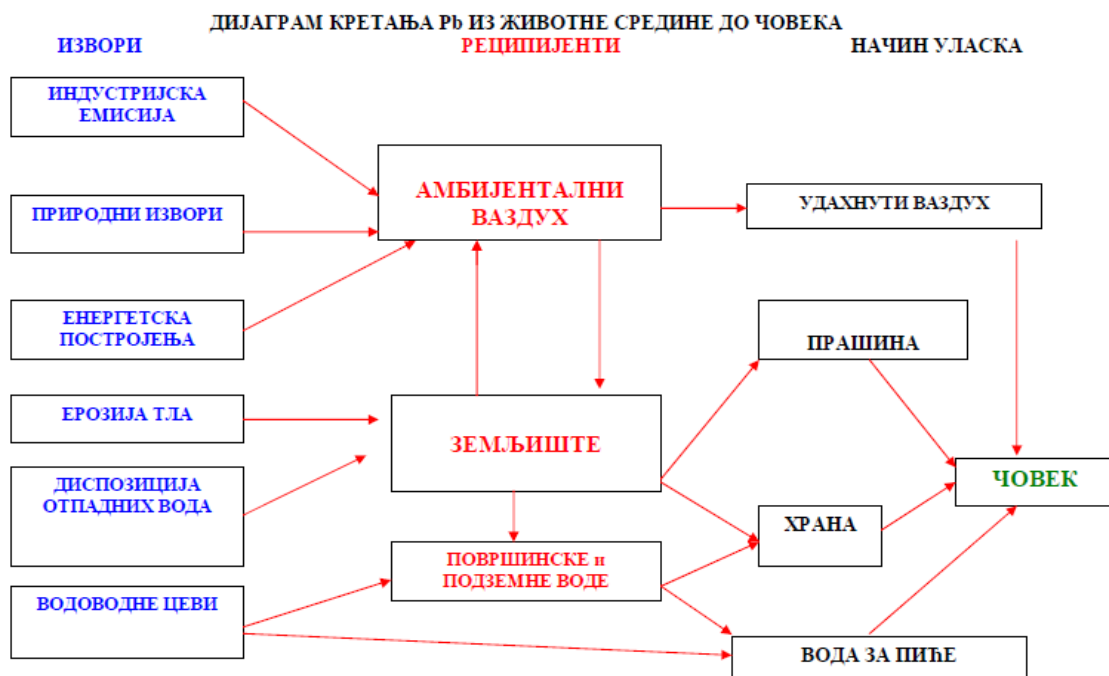 ДИЈАГРАМ КРЕТАЊА Pb ИЗ ЖИВОТНЕ СРЕДИНЕ ДО ЧОВЕКА
ИЗВОРИ
РЕЦИПИЈЕНТИ
НАЧИН УЛАСКА
ИНДУСТРИЈСКА
ЕМИСИЈА
АМБИЈЕНТАЛНИ
ВАЗДУХ
ПРИРОДНИ ИЗВОРИ
УДАХНУТИ ВАЗДУХ
ЕНЕРГЕТСКА
ПОСТРОЈЕЊА
ПРАШИНА
ЕРОЗИЈА ТЛА
ЗЕМЉИШТЕ
ДИСПОЗИЦИЈА
ОТПАДНИХ ВОДА
ЧОВЕК
ХРАНА
ПОВРШИНСКЕ и
ПОДЗЕМНЕ ВОДЕ
ВОДОВОДНЕ ЦЕВИ
ВОДА ЗА ПИЋЕ